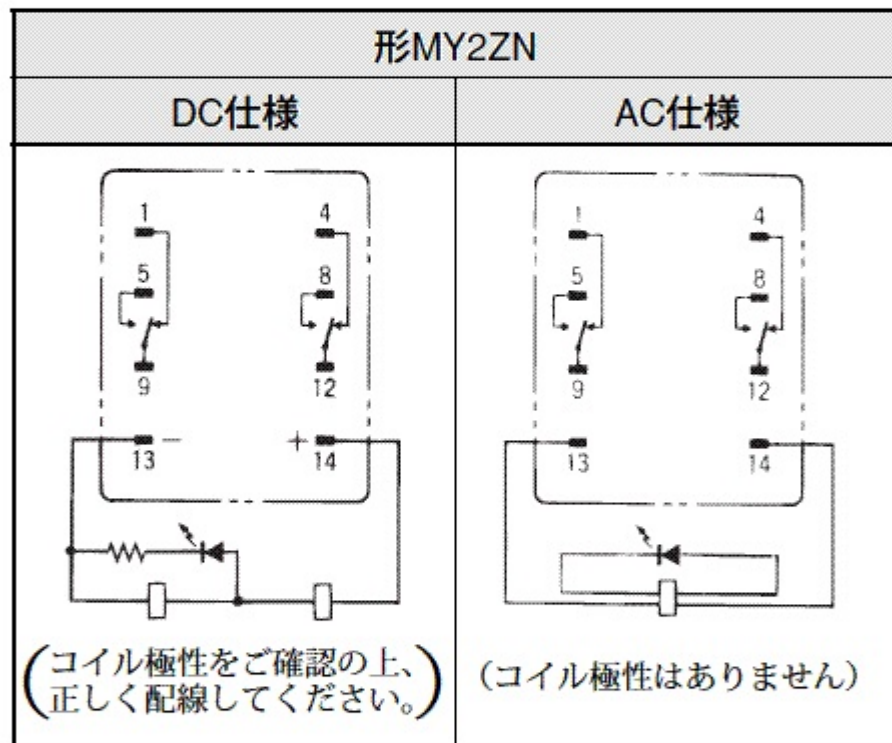 形MY2ZN
DC仕様
AC仕様
1 4
5 8
9 12
13 − + 14
(コイル極性をご確認の上、
正しく配線してください。)
1 4
5 8
9 12
13 14
(コイル極性はありません)